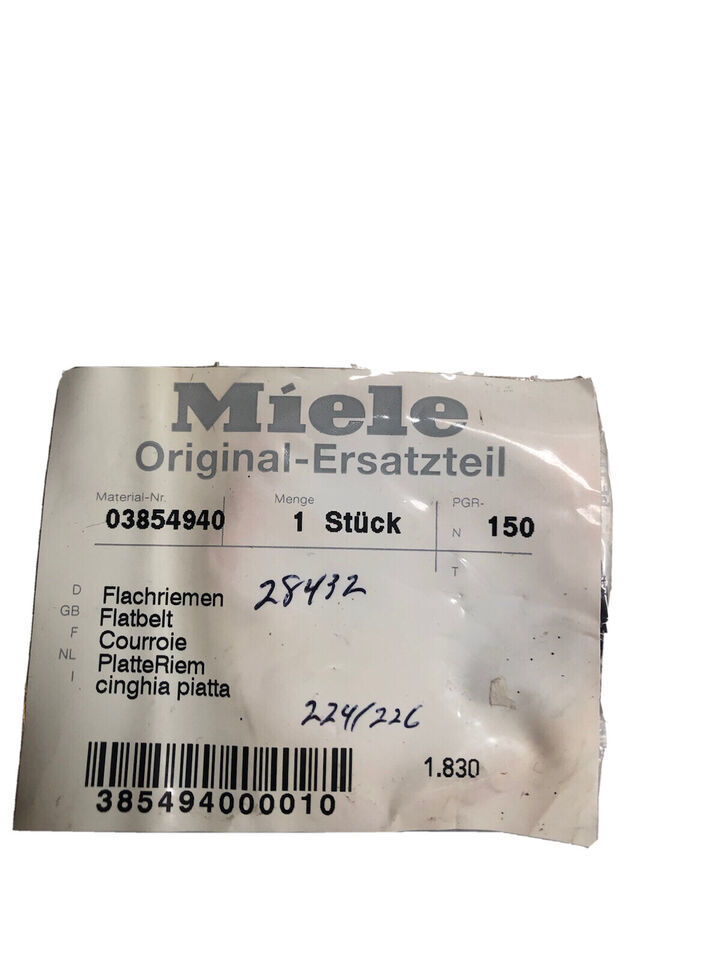 Miele
Original-Ersatzteil
Material-Nr. Menge PGR-
03854940 1 Stück N 150
T
D Flachriemen 28432
GB Flatbelt
F Courroie
NL PlatteRiem
I cinghia piatta
224/226
1.830
385494000010